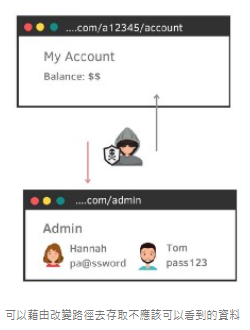 ....com/a12345/account
My Account
Balance: $$
....com/admin
Admin
Hannah
pa@ssword
Tom
pass123
可以藉由改變路徑去存取不應該可以看到的資料